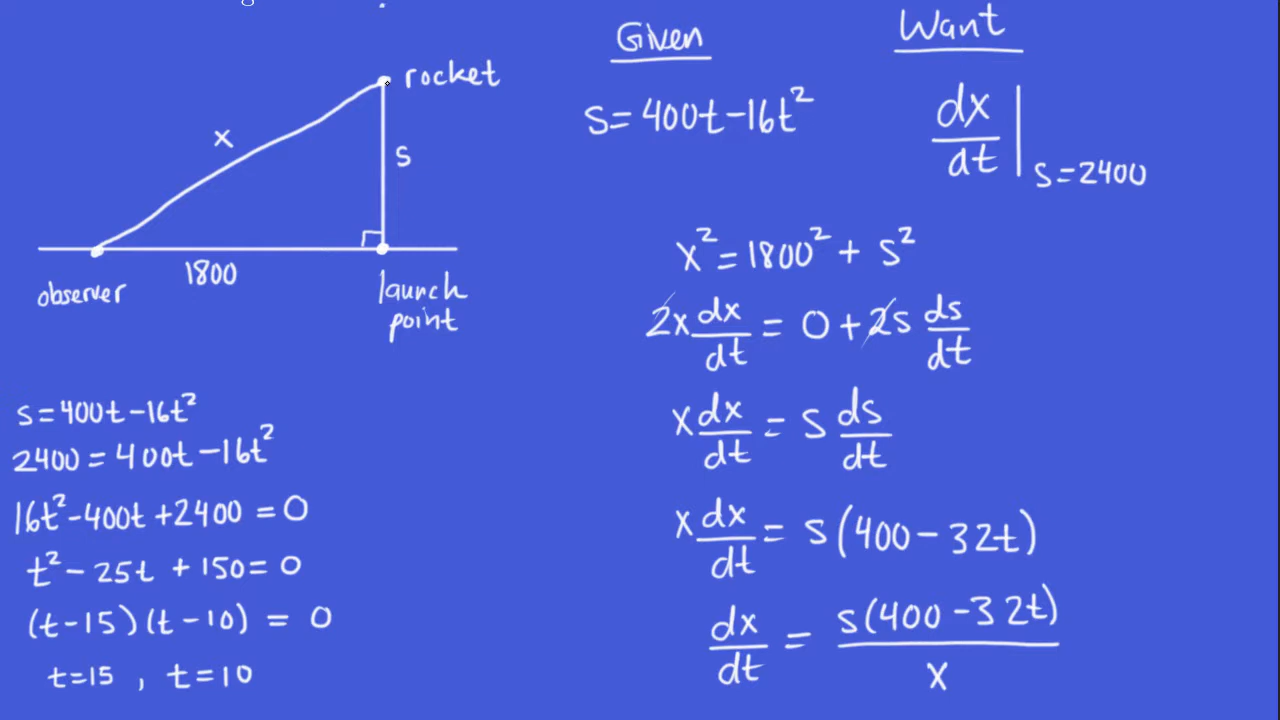 rocket
x
s
1800
observer
launch
point
s=400t-16t²
2400=400t-16t²
16t²-400t+2400=0
t²-25t+150=0
(t-15)(t-10)=0
t=15, t=10
Given
s=400t-16t²
Want
dx/dt|s=2400
x²=1800²+s²
2x dx/dt=0+2s ds/dt
x dx/dt=s ds/dt
x dx/dt=s(400-32t)
dx/dt=s(400-32t)/x